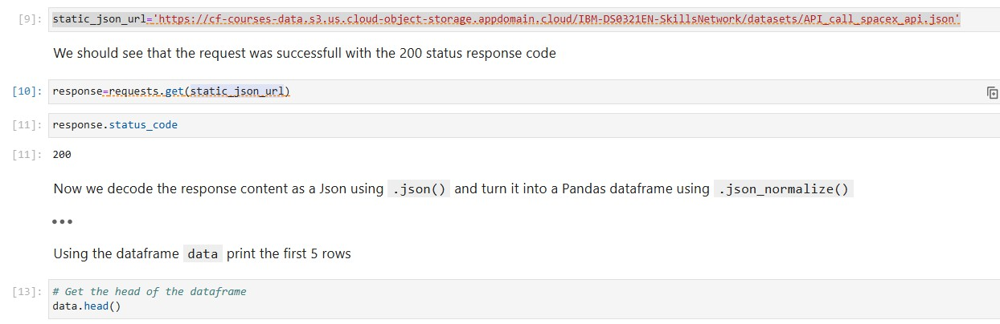 [9]: static_json_url='https://cf-courses-data.s3.us.cloud-object-storage.appdomain.cloud/IBM-DS0321EN-SkillsNetwork/datasets/API_call_spacex_api.json'
We should see that the request was successfull with the 200 status response code
[10]: response=requests.get(static_json_url)
[11]: response.status_code
[11]: 200
Now we decode the response content as a Json using .json() and turn it into a Pandas dataframe using .json_normalize()
•••
Using the dataframe data print the first 5 rows
[13]: # Get the head of the dataframe
data.head()